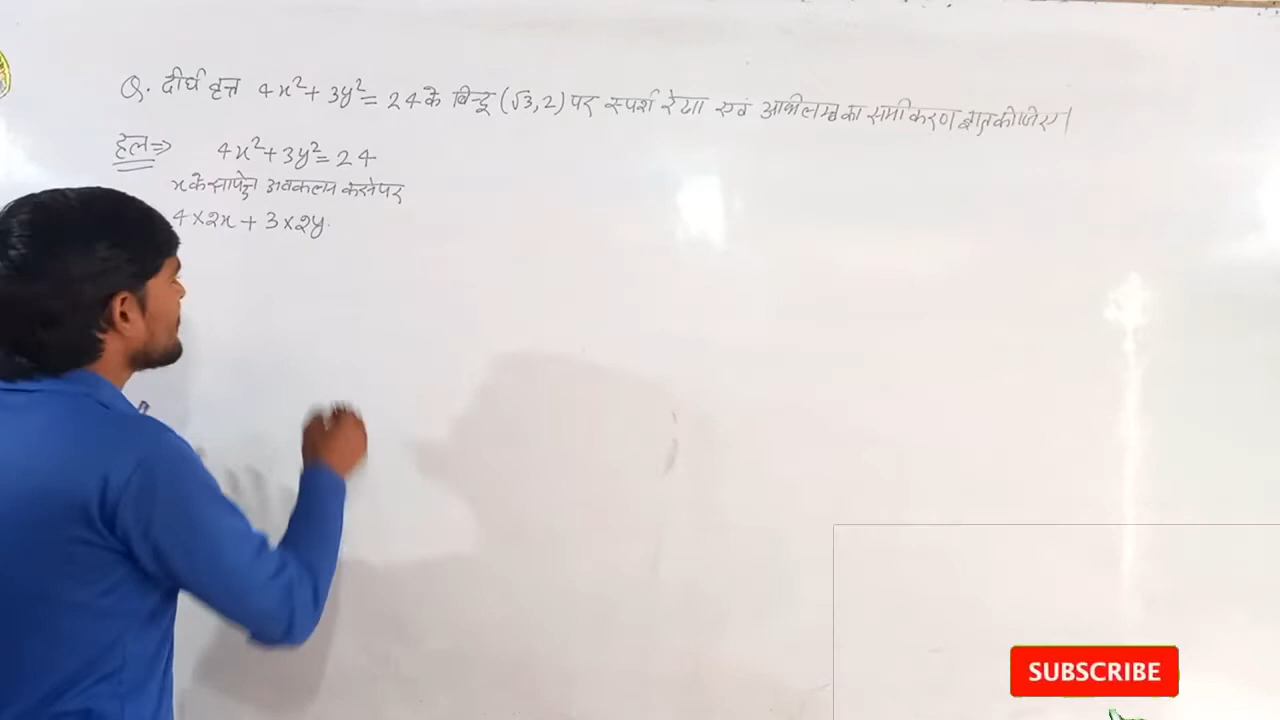 Q. दीर्घ वृत्त 4x²+3y²=24 के बिन्दू (√3,2) पर स्पर्श रेखा एवं अभिलम्ब का समीकरण ज्ञात कीजिए।
हल⇒ 4x²+3y²=24
x के सापेक्ष अवकलन करने पर
4×2x + 3×2y.
SUBSCRIBE